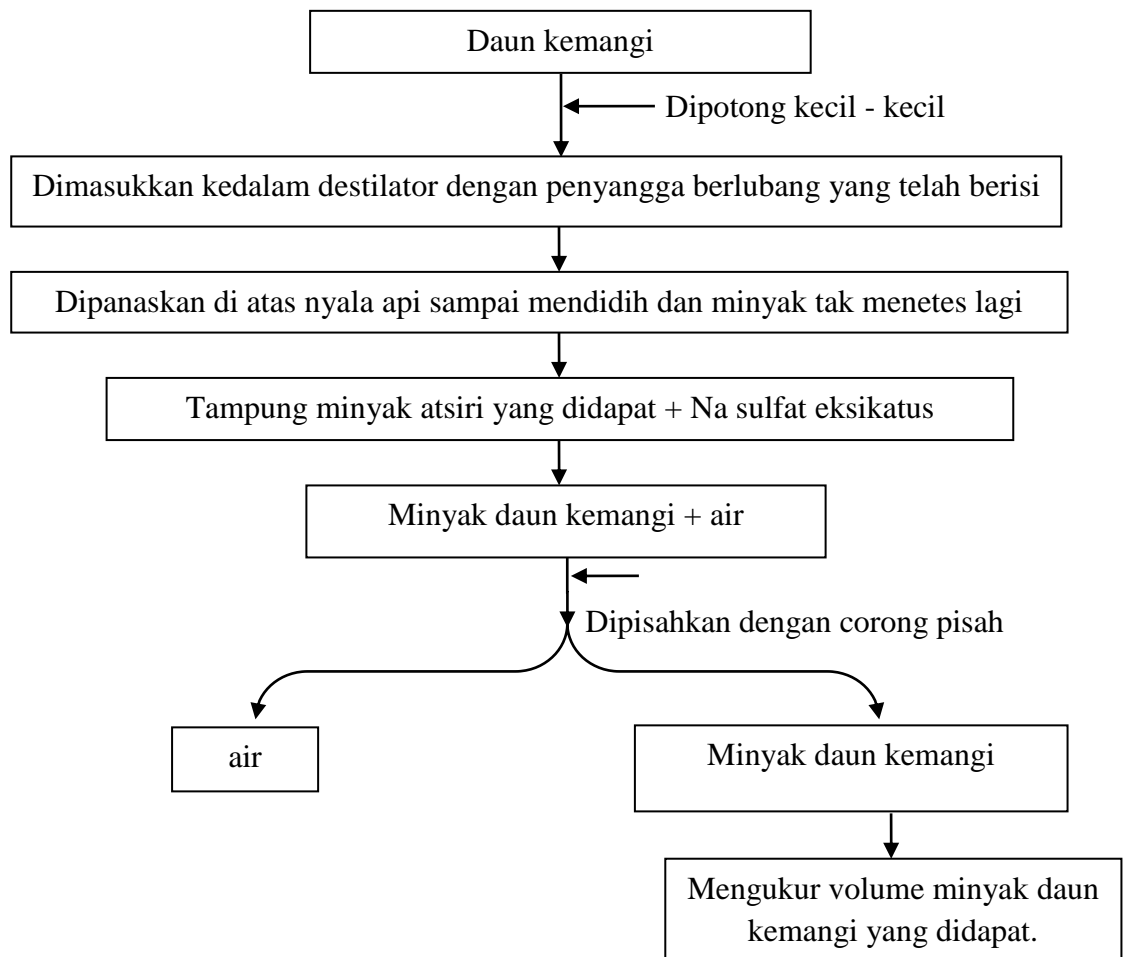 Daun kemangi
Dipotong kecil - kecil
Dimasukkan kedalam destilator dengan penyangga berlubang yang telah berisi
Dipanaskan di atas nyala api sampai mendidih dan minyak tak menetes lagi
Tampung minyak atsiri yang didapat + Na sulfat eksikatus
Minyak daun kemangi + air
Dipisahkan dengan corong pisah
air
Minyak daun kemangi
Mengukur volume minyak daun
kemangi yang didapat.